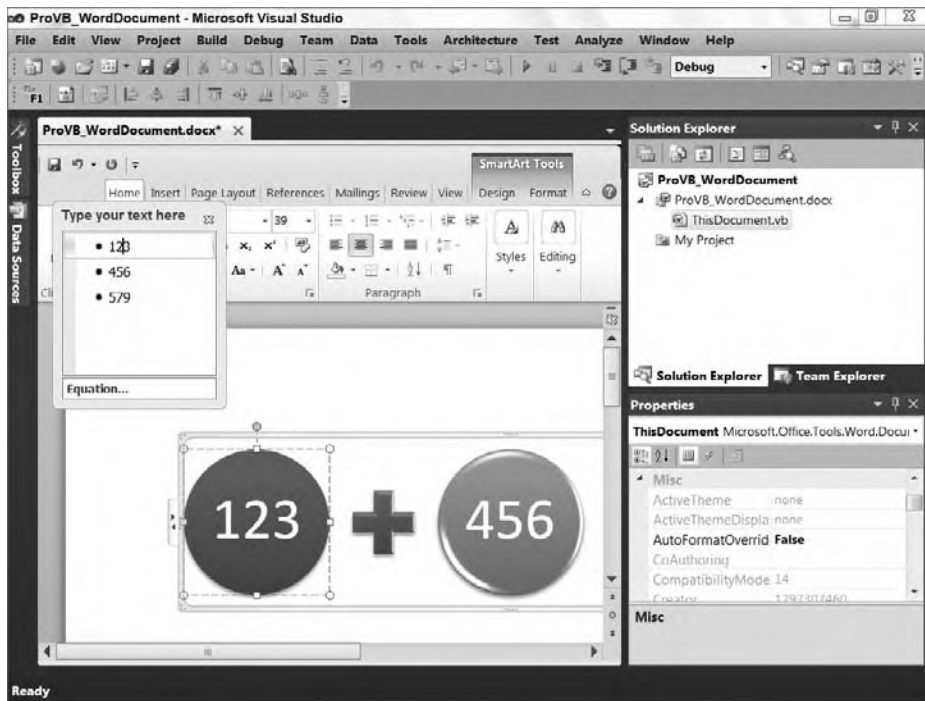 ProVB_WordDocument - Microsoft Visual Studio
File Edit View Project Build Debug Team Data Tools Architecture Test Analyze Window Help
Debug
F1
ProVB_WordDocument.docx*
Toolbox
Data Sources
SmartArt Tools
Home Insert Page Layout References Mailings Review View Design Format
Type your text here
123
456
579
Equation...
39
Aa
Styles
Editing
Paragraph
123
456
Solution Explorer
ProVB_WordDocument
ProVB_WordDocument.docx
ThisDocument.vb
My Project
Solution Explorer Team Explorer
Properties
ThisDocument Microsoft.Office.Tools.Word.Docu
Misc
ActiveTheme none
ActiveThemeDispla none
AutoFormatOverrid False
CoAuthoring
CompatibilityMode 14
Creator 1297307460
Misc
Ready